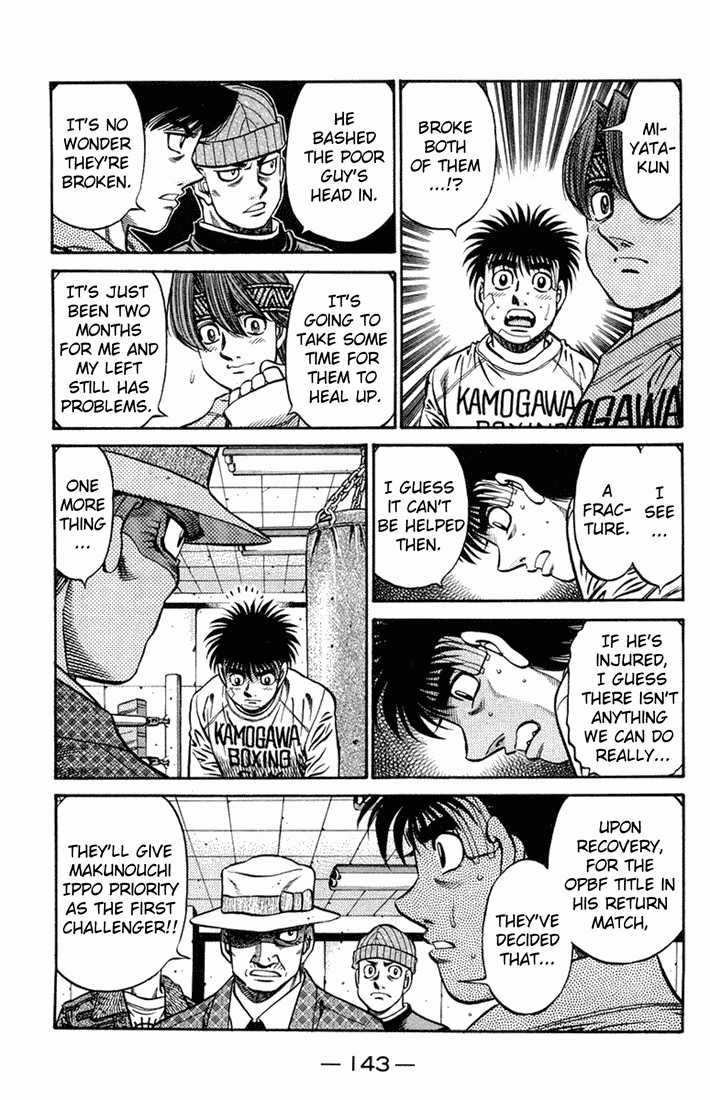 MI-
YATA-
KUN
BROKE
BOTH
OF THEM
...!?
KAMOGAWA
BOXING
OGAWA
HE
BASHED
THE POOR
GUY'S
HEAD IN.
IT'S NO
WONDER
THEY'RE
BROKEN.
IT'S
GOING TO
TAKE SOME
TIME FOR
THEM TO
HEAL UP.
IT'S JUST
BEEN TWO
MONTHS
FOR ME AND
MY LEFT
STILL HAS
PROBLEMS.
I
SEE
...
A
FRAC-
TURE.
I GUESS
IT CAN'T
BE HELPED
THEN.
IF HE'S
INJURED,
I GUESS
THERE ISN'T
ANYTHING
WE CAN DO
REALLY...
ONE
MORE
THING
...
KAMOGAWA
BOXING
UPON
RECOVERY,
FOR THE
OPBF TITLE IN
HIS RETURN
MATCH,
THEY'VE
DECIDED
THAT...
THEY'LL GIVE
MAKUNOUCHI
IPPO PRIORITY
AS THE FIRST
CHALLENGER!!
— 143 —